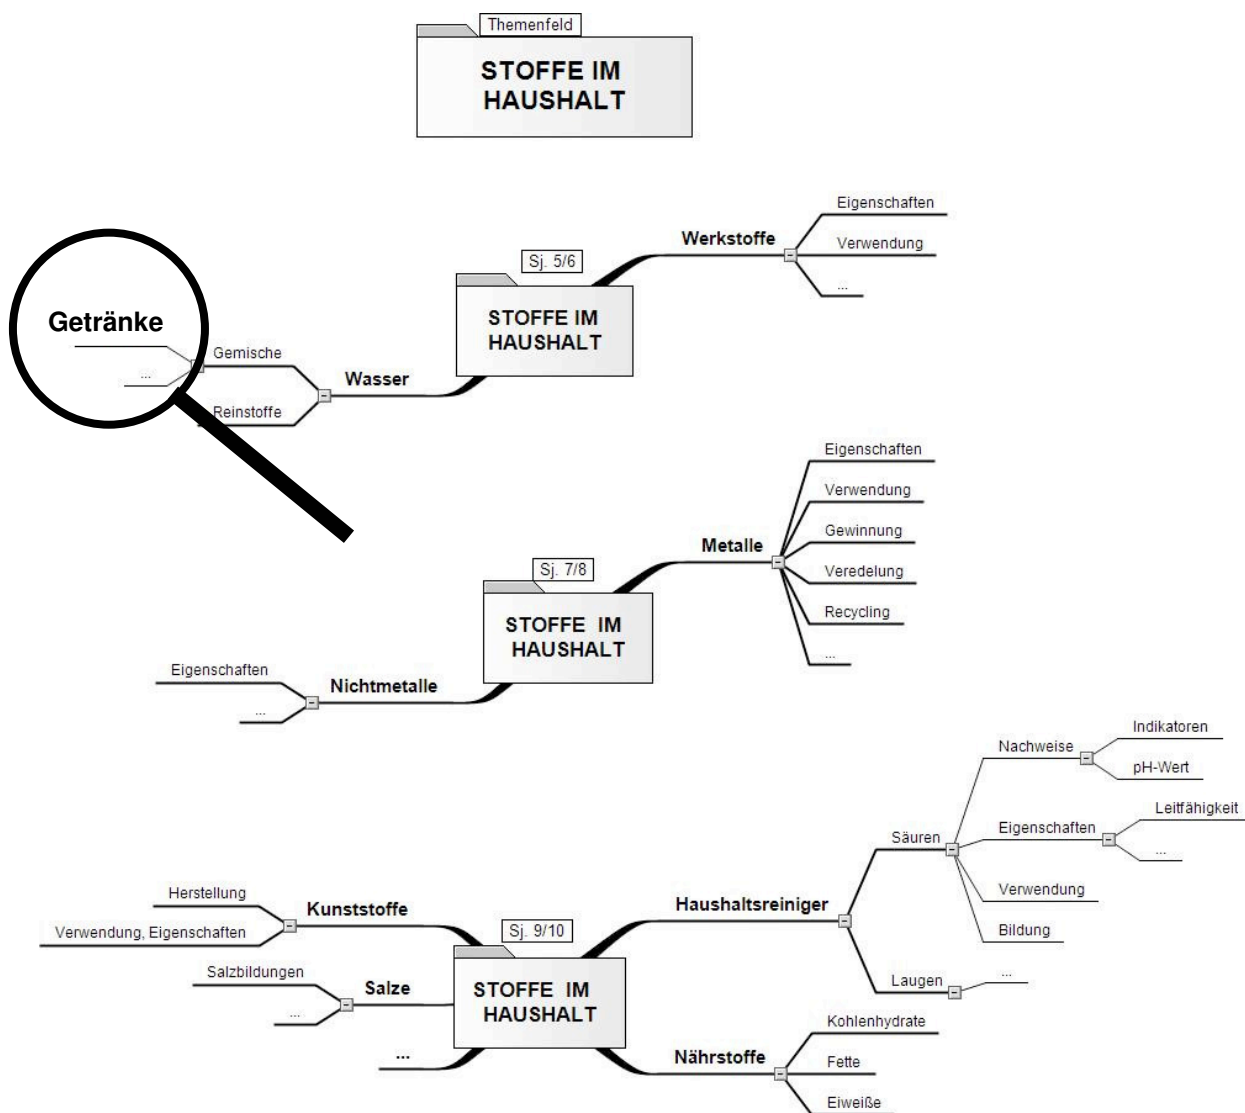 Themenfeld
STOFFE IM
HAUSHALT
Eigenschaften
Werkstoffe
Verwendung
...
Sj. 5/6
STOFFE IM
HAUSHALT
Getränke
...
Gemische
Wasser
Reinstoffe
Eigenschaften
Verwendung
Gewinnung
Metalle
Veredelung
Recycling
...
Sj. 7/8
STOFFE IM
HAUSHALT
Eigenschaften
Nichtmetalle
...
Indikatoren
Nachweise
pH-Wert
Leitfähigkeit
Eigenschaften
...
Säuren
Verwendung
Bildung
Haushaltsreiniger
Laugen
...
Herstellung
Kunststoffe
Verwendung, Eigenschaften
Sj. 9/10
STOFFE IM
HAUSHALT
Salzbildungen
Salze
...
...
Kohlenhydrate
Nährstoffe
Fette
Eiweiße